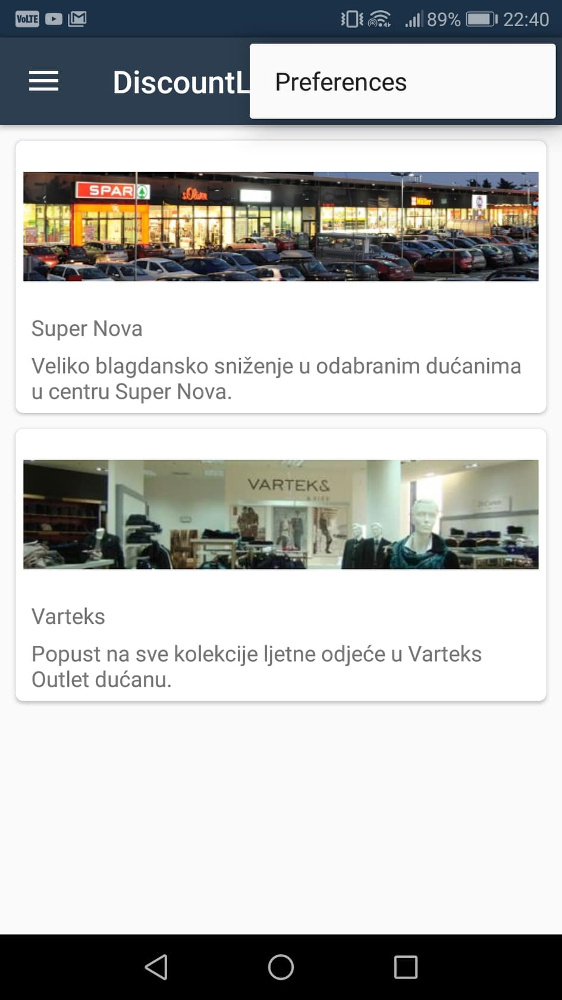 VoLTE 89% 22:40
DiscountL
Preferences
SPAR
s.Oliver
Müller
Super Nova
Veliko blagdansko sniženje u odabranim dućanima
u centru Super Nova.
VARTEKS
Varteks
Popust na sve kolekcije ljetne odjeće u Varteks
Outlet dućanu.